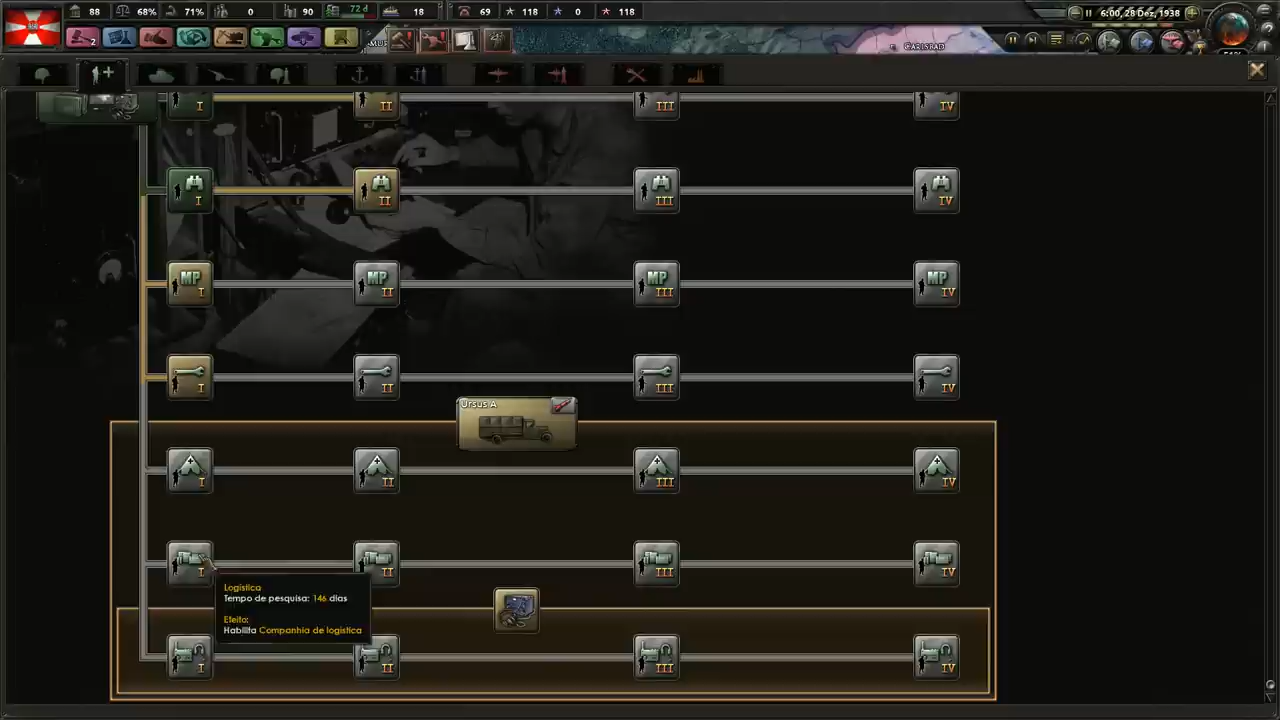 88 68% 71% 0 90 72 d 18 69 118 0 118 6:00, 28 Dez, 1938
2
CARLSBAD
I II III IV
I II III IV
MP I MP II MP III MP IV
I II III IV
Ursus A
I II III IV
I II III IV
Logística
Tempo de pesquisa: 146 dias
Efeito:
Habilita Companhia de logística
I II III IV